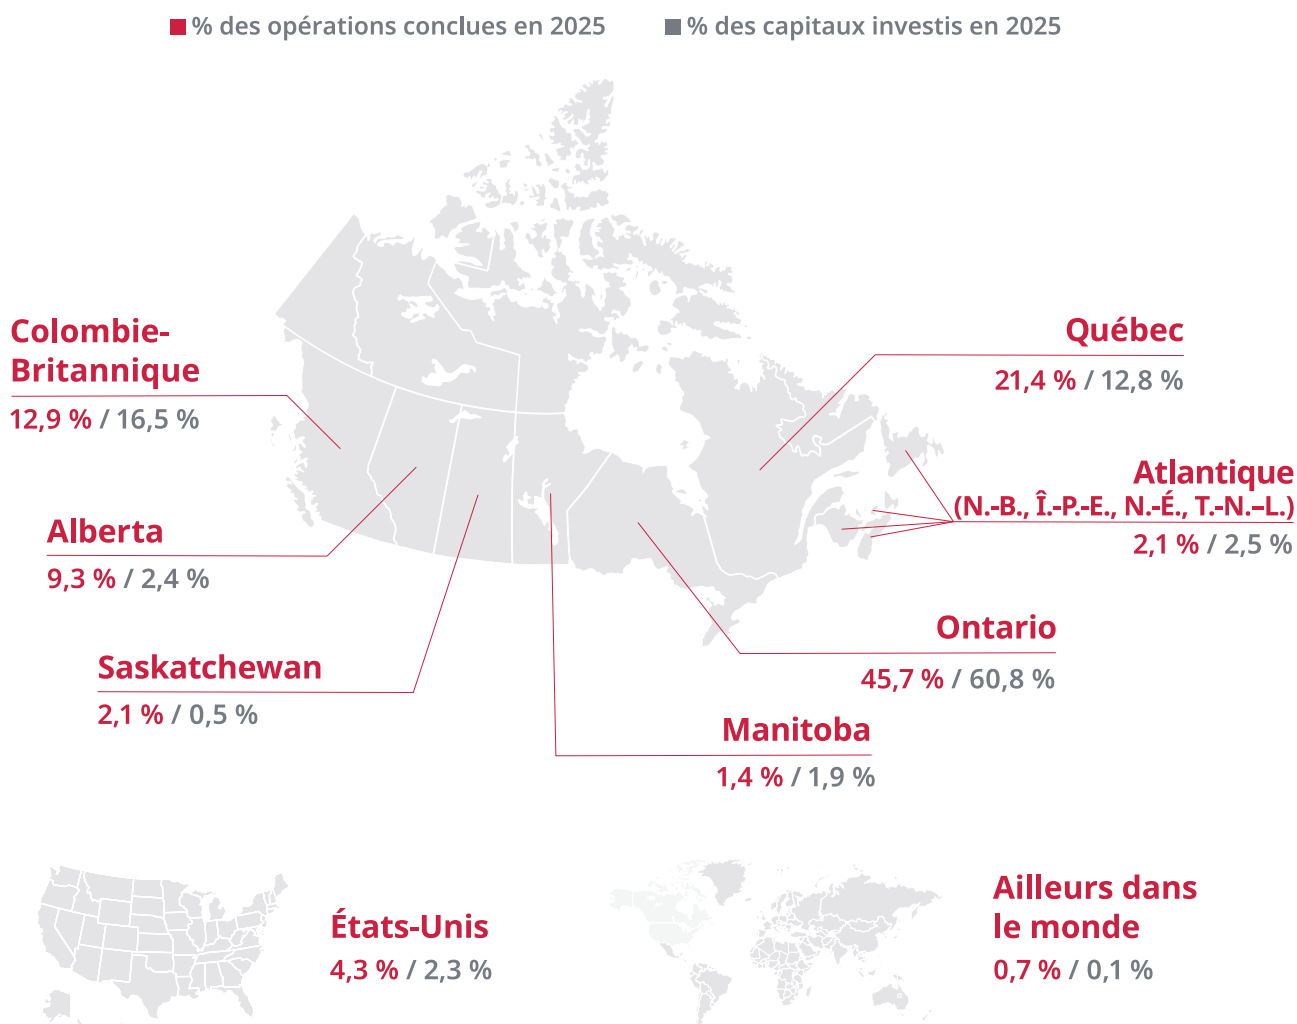 % des opérations conclues en 2025
% des capitaux investis en 2025
Colombie-
Britannique
12,9 % / 16,5 %
Québec
21,4 % / 12,8 %
Atlantique
(N.-B., Î.-P.-E., N.-É., T.-N.–L.)
2,1 % / 2,5 %
Alberta
9,3 % / 2,4 %
Ontario
45,7 % / 60,8 %
Saskatchewan
2,1 % / 0,5 %
Manitoba
1,4 % / 1,9 %
États-Unis
4,3 % / 2,3 %
Ailleurs dans
le monde
0,7 % / 0,1 %